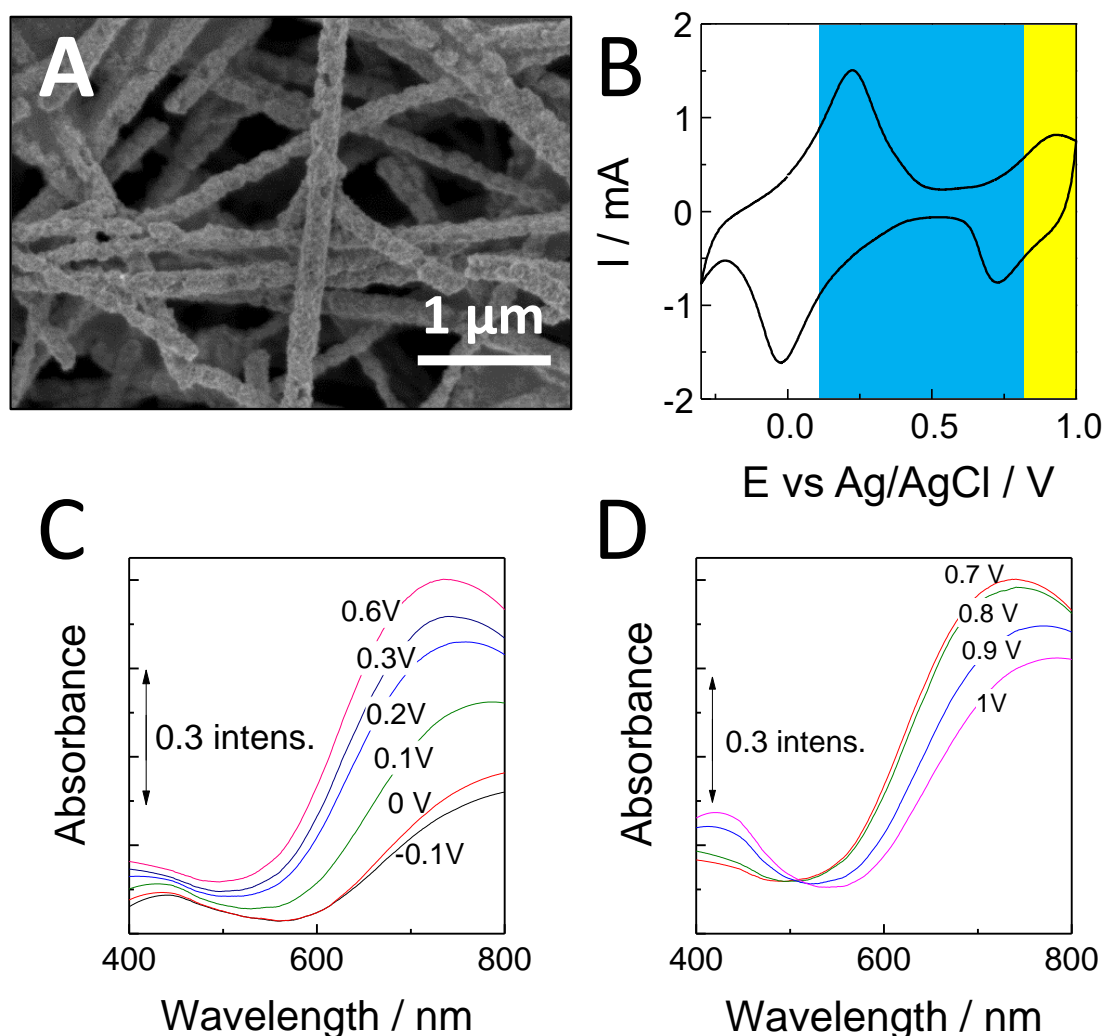 A
1 μm
B
I / mA
2
1
0
-1
-2
0.0 0.5 1.0
E vs Ag/AgCl / V
C
Absorbance
0.3 intens.
0.6V
0.3V
0.2V
0.1V
0 V
-0.1V
400 600 800
Wavelength / nm
D
Absorbance
0.3 intens.
0.7 V
0.8 V
0.9 V
1V
400 600 800
Wavelength / nm